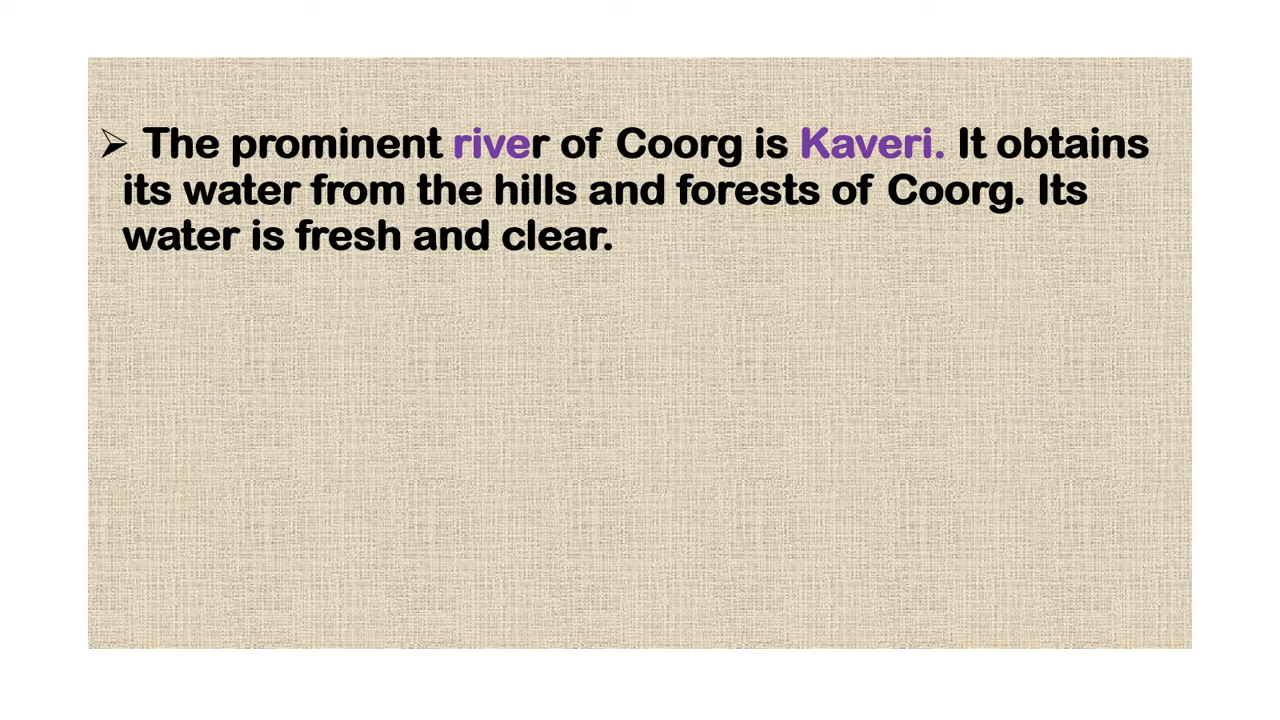 ➢ The prominent river of Coorg is Kaveri. It obtains
its water from the hills and forests of Coorg. Its
water is fresh and clear.